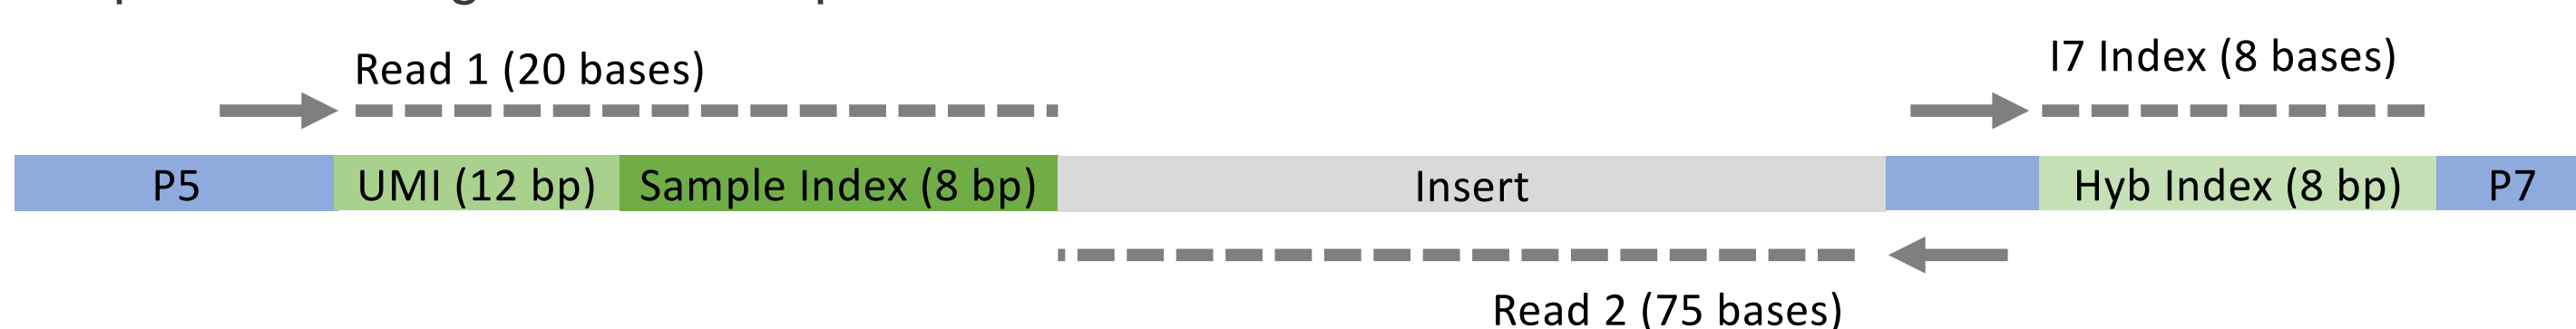 Read 1 (20 bases)
I7 Index (8 bases)
P5 UMI (12 bp) Sample Index (8 bp) Insert Hyb Index (8 bp) P7
Read 2 (75 bases)